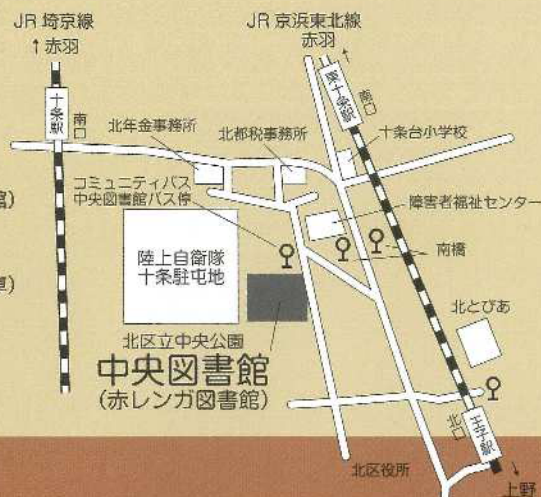 JR 埼京線
↑赤羽
JR 京浜東北線
赤羽
↑
十条駅
南口
東十条駅
南口
北年金事務所
北都税事務所
十条台小学校
コミュニティバス
中央図書館バス停
障害者福祉センター
館）
陸上自衛隊
十条駐屯地
南橋
庫）
北とぴあ
北区立中央公園
中央図書館
(赤レンガ図書館)
北口
王子駅
北区役所
↓
上野